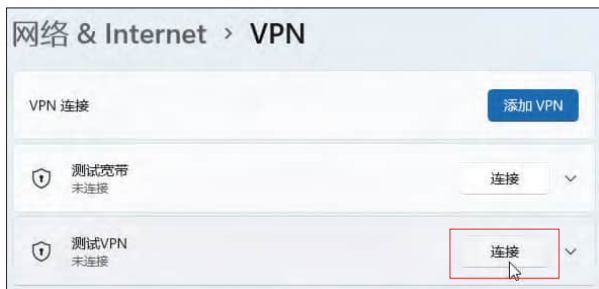 网络 & Internet > VPN
VPN 连接
添加 VPN
测试宽带
未连接
连接
测试VPN
未连接
连接